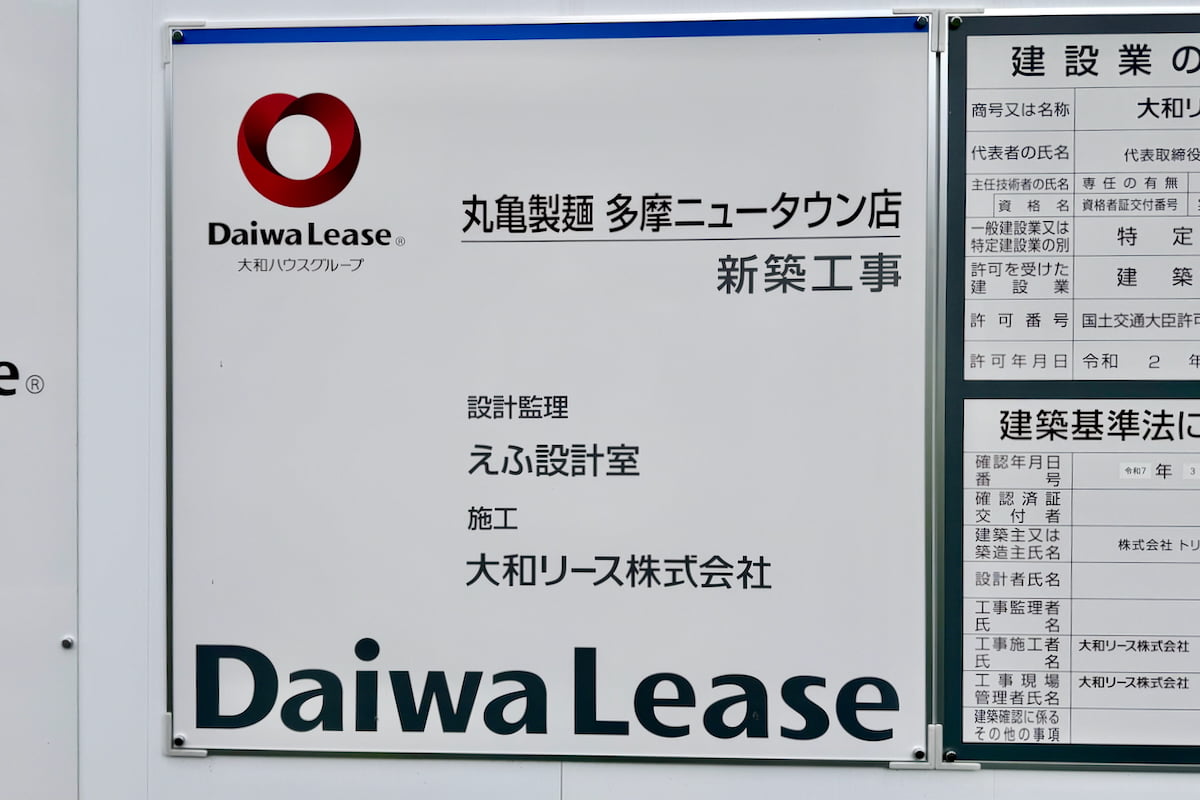 e®
Daiwa Lease®
大和ハウスグループ
丸亀製麺 多摩ニュータウン店
新築工事
設計監理
えふ設計室
施工
大和リース株式会社
Daiwa Lease
建設業の
商号又は名称 大和リ
代表者の氏名 代表取締役
主任技術者の氏名 専任の有無
資格名 資格者証交付番号
一般建設業又は
特定建設業の別 特定
許可を受けた
建設業 建築
許可番号 国土交通大臣許可
許可年月日 令和 2 年
建築基準法に
確認年月日
番号 令和7 年 3
確認済証
交付者
建築主又は
築造主氏名 株式会社 トリ
設計者氏名
工事監理者
氏名
工事施工者
氏名 大和リース株式会社
工事現場
管理者氏名 大和リース株式会社
建築確認に係る
その他の事項